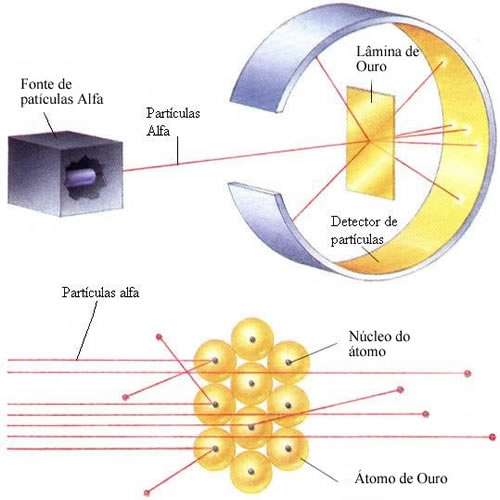 Fonte de
patículas Alfa
Partículas
Alfa
Lâmina de
Ouro
Detector de
partículas
Partículas alfa
Núcleo do
átomo
Átomo de Ouro